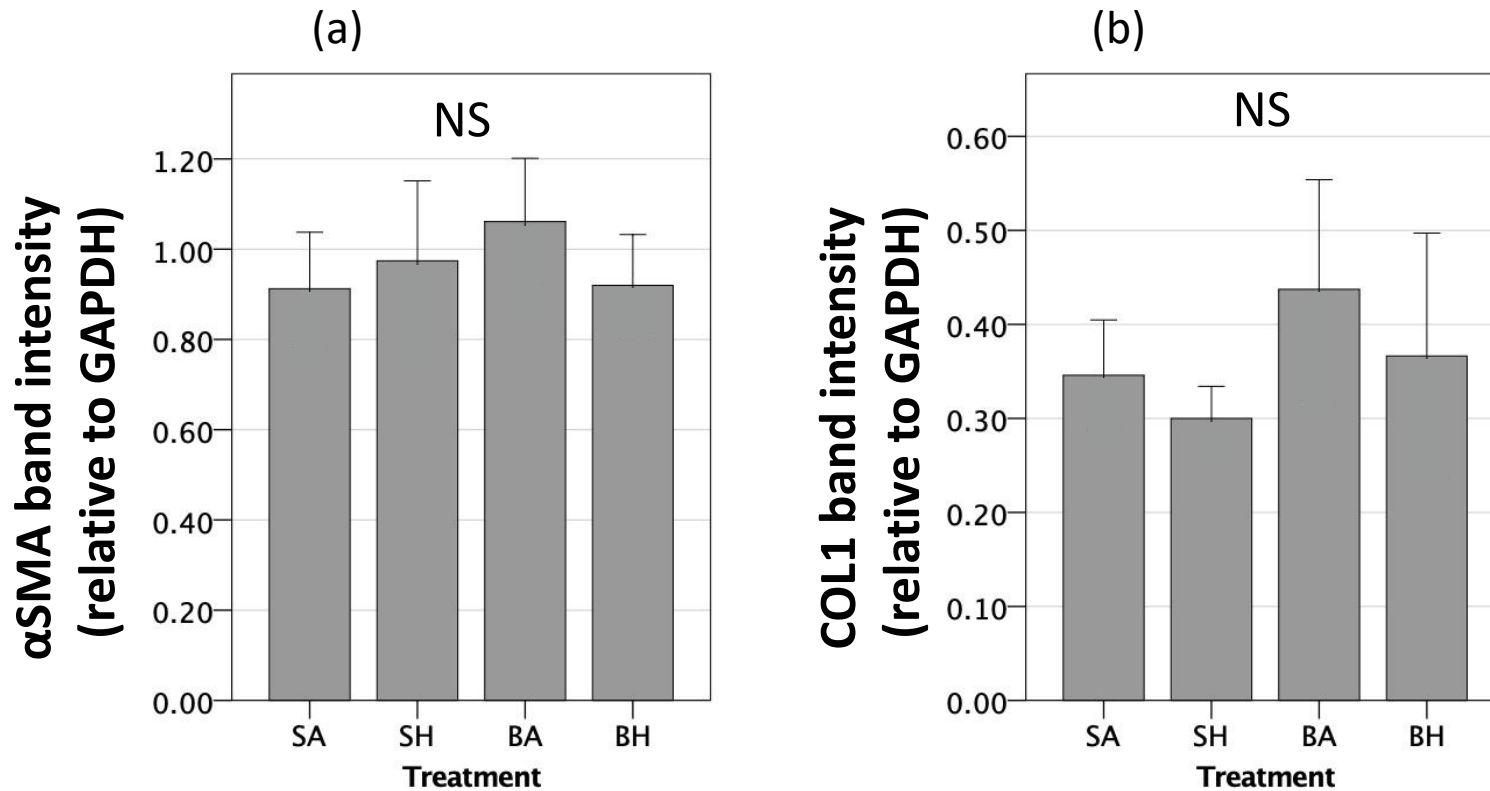 (a)
NS
αSMA band intensity
(relative to GAPDH)
1.20
1.00
0.80
0.60
0.40
0.20
0.00
SA SH BA BH
Treatment
(b)
NS
COL1 band intensity
(relative to GAPDH)
0.60
0.50
0.40
0.30
0.20
0.10
0.00
SA SH BA BH
Treatment